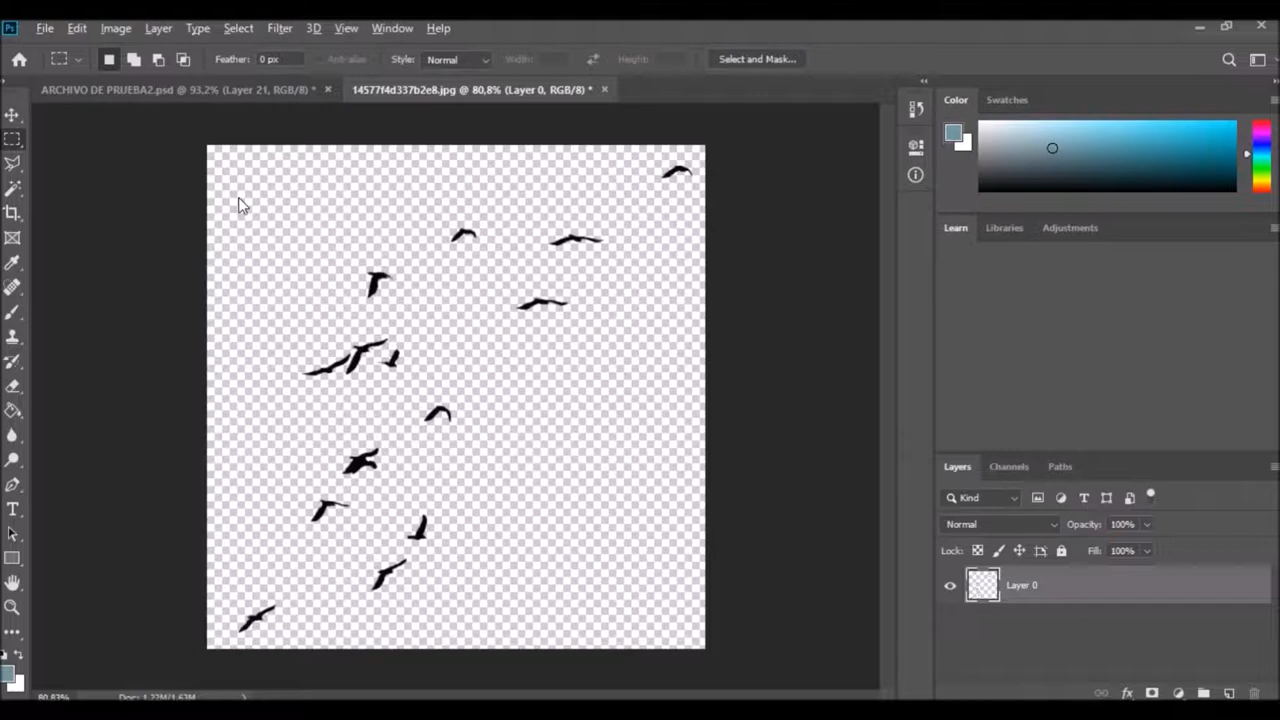 Ps File Edit Image Layer Type Select Filter 3D View Window Help
Feather: 0 px Anti-alias Style: Normal Width: Height: Select and Mask...
ARCHIVO DE PRUEBA2.psd @ 93,2% (Layer 21, RGB/8) * × 14577f4d337b2e8.jpg @ 80,8% (Layer 0, RGB/8) * ×
Color Swatches
Learn Libraries Adjustments
Layers Channels Paths
Kind
Normal Opacity: 100%
Lock: Fill: 100%
Layer 0
80,83% Doc: 1,22M/1,63M